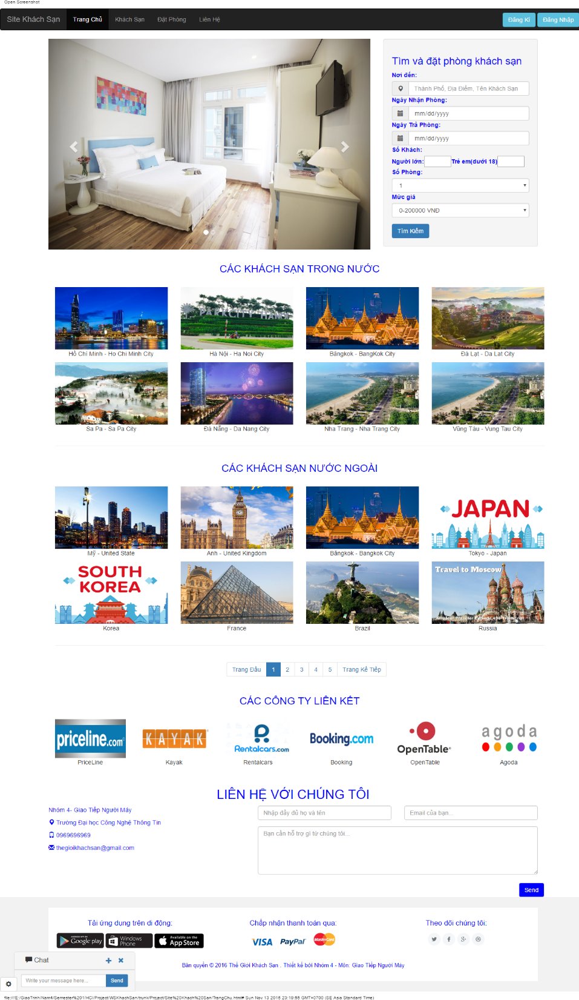 Open Screenshot
Site Khách Sạn Trang Chủ Khách Sạn Đặt Phòng Liên Hệ Đăng Kí Đăng Nhập
Tìm và đặt phòng khách sạn
Nơi đến:
Thành Phố, Địa Điểm, Tên Khách Sạn
Ngày Nhận Phòng:
mm/dd/yyyy
Ngày Trả Phòng:
mm/dd/yyyy
Số Khách:
Người lớn: Trẻ em(dưới 18)
Số Phòng:
1
Mức giá
0-200000 VNĐ
Tìm Kiếm
CÁC KHÁCH SẠN TRONG NƯỚC
PARKCITY HANOI
Hồ Chí Minh - Ho Chi Minh City Hà Nội - Ha Noi City Băngkok - BangKok City Đà Lạt - Da Lat City
Sa Pa - Sa Pa City Đà Nẵng - Da Nang City Nha Trang - Nha Trang City Vũng Tàu - Vung Tau City
CÁC KHÁCH SẠN NƯỚC NGOÀI
JAPAN
Mỹ - United State Anh - United Kingdom Băngkok - Bangkok City Tokyo - Japan
SOUTH KOREA
Travel to Moscow
Amateur Traveler Episode 496 Transcript
Korea France Brazil Russia
Trang Đầu 1 2 3 4 5 Trang Kế Tiếp
CÁC CÔNG TY LIÊN KẾT
priceline.com KAYAK Rentalcars.com Booking.com OpenTable agoda
PriceLine Kayak Rentalcars Booking OpenTable Agoda
LIÊN HỆ VỚI CHÚNG TÔI
Nhóm 4- Giao Tiếp Người Máy
Trường Đại học Công Nghệ Thông Tin
0969696969
thegioikhachsan@gmail.com
Nhập đầy đủ họ và tên Email của bạn...
Bạn cần hỗ trợ gì từ chúng tôi...
Send
Tải ứng dụng trên di động: Chấp nhận thanh toán qua: Theo dõi chúng tôi:
ANDROID APP ON Google play Windows Phone Available on the App Store VISA PayPal MasterCard
Chat
Bản quyền © 2016 Thế Giới Khách Sạn . Thiết kế bởi Nhóm 4 - Môn: Giao Tiếp Người Máy
Write your message here... Send
file:///E:/GiaoTrinh/Nam4/Semester%201/HCI/Project/WSKhachSan/trunk/Project/Site%20Khach%20San/TrangChu.html# Sun Nov 13 2016 23:19:55 GMT+0700 (SE Asia Standard Time)